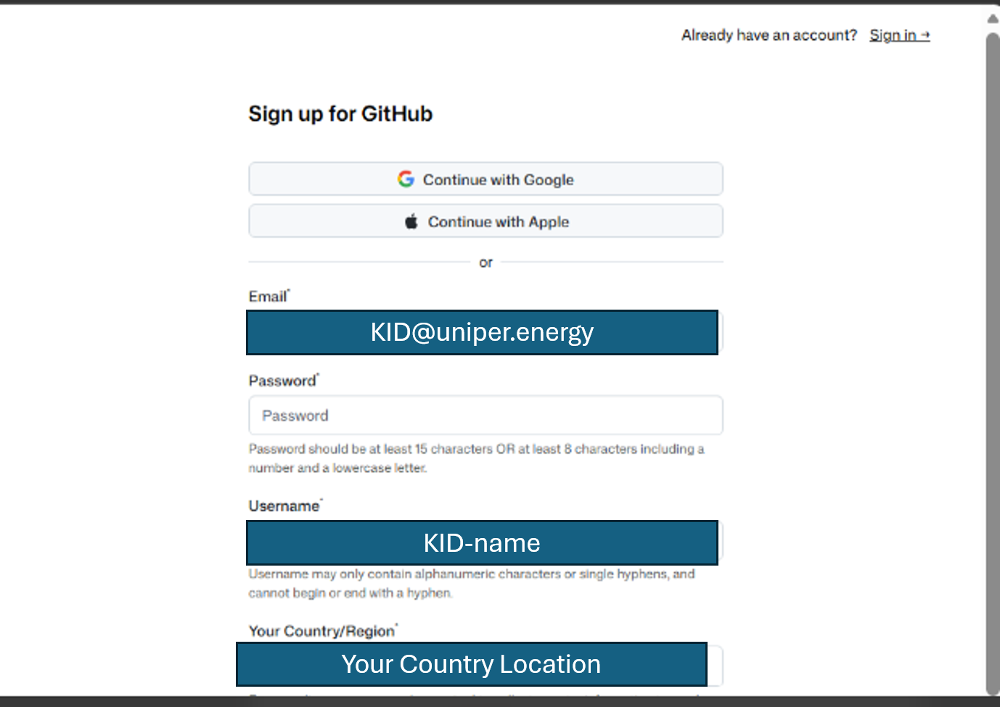 Already have an account? Sign in →
Sign up for GitHub
Continue with Google
Continue with Apple
or
Email*
KID@uniper.energy
Password*
Password
Password should be at least 15 characters OR at least 8 characters including a
number and a lowercase letter.
Username*
KID-name
Username may only contain alphanumeric characters or single hyphens, and
cannot begin or end with a hyphen.
Your Country/Region*
Your Country Location